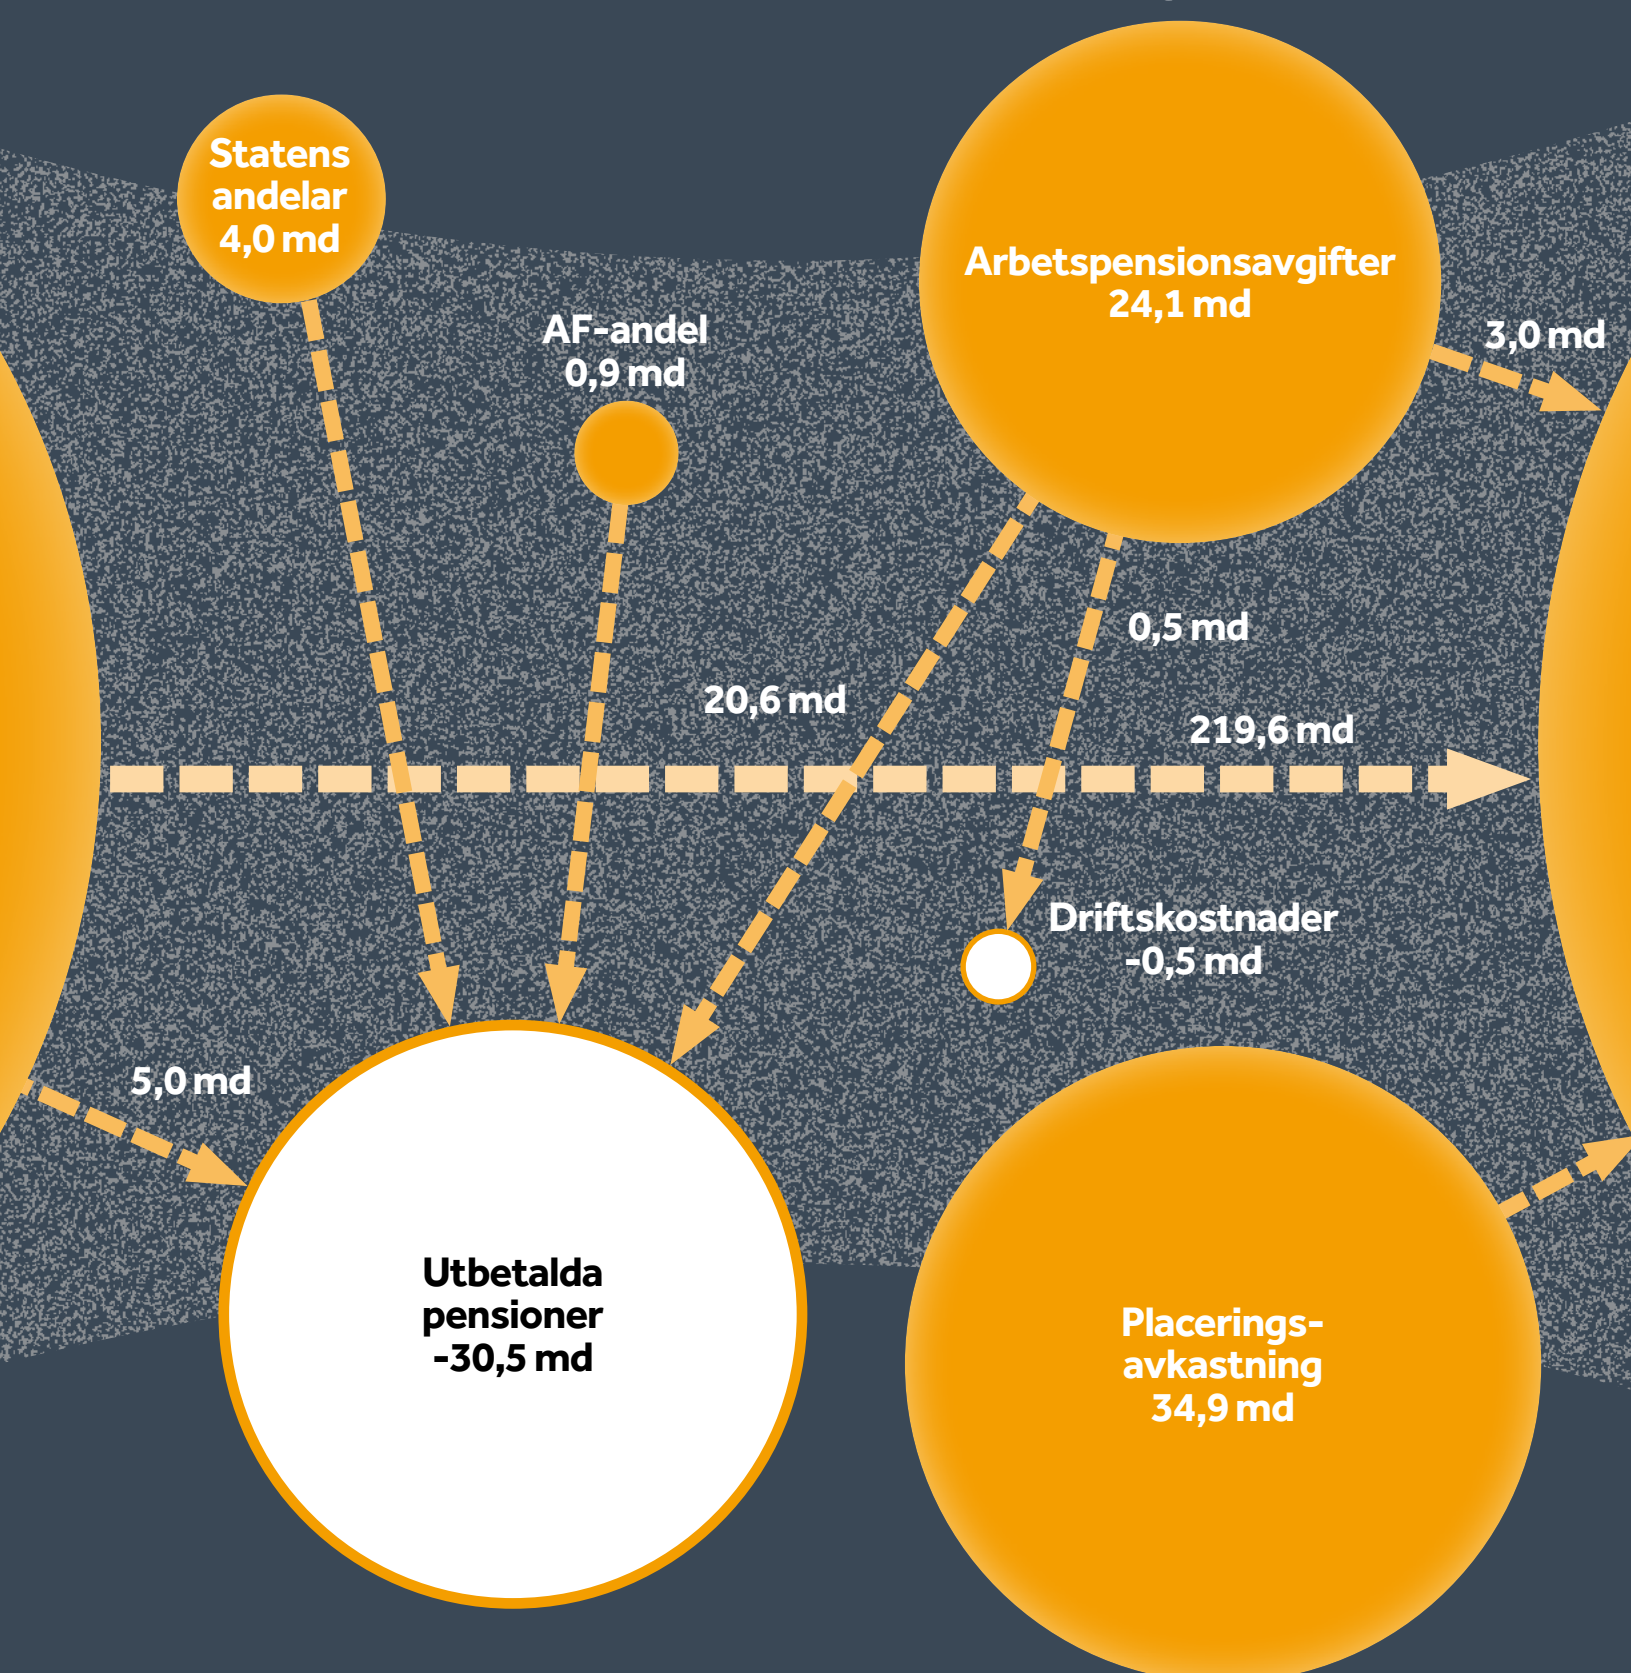 Statens
andelar
4,0 md
AF-andel
0,9 md
Arbetspensionsavgifter
24,1 md
3,0 md
0,5 md
20,6 md
219,6 md
Driftskostnader
-0,5 md
5,0 md
Utbetalda
pensioner
-30,5 md
Placerings-
avkastning
34,9 md